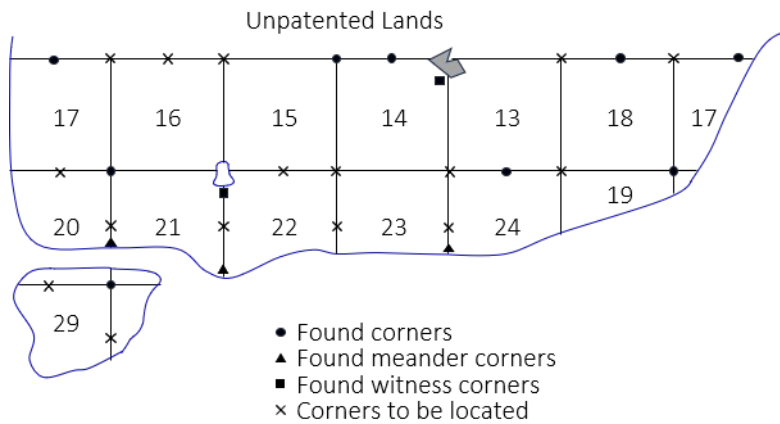 Unpatented Lands
17 16 15 14 13 18 17
20 21 22 23 24 19
29
Found corners
Found meander corners
Found witness corners
Corners to be located